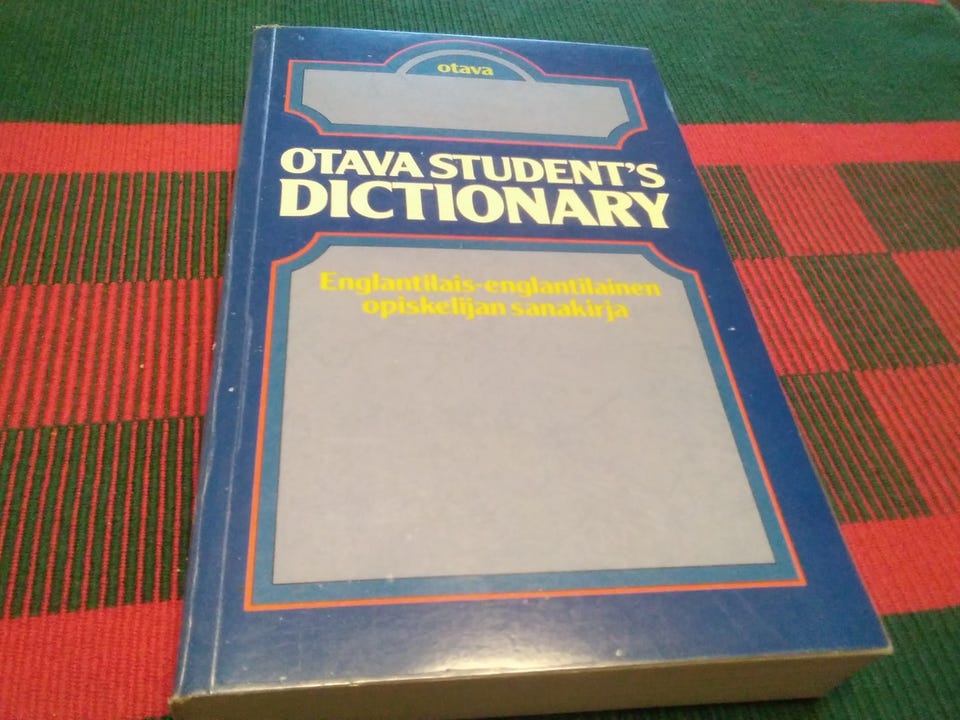 otava
OTAVA STUDENT'S
DICTIONARY
Englantilais-englantilainen
opiskelijan sanakirja